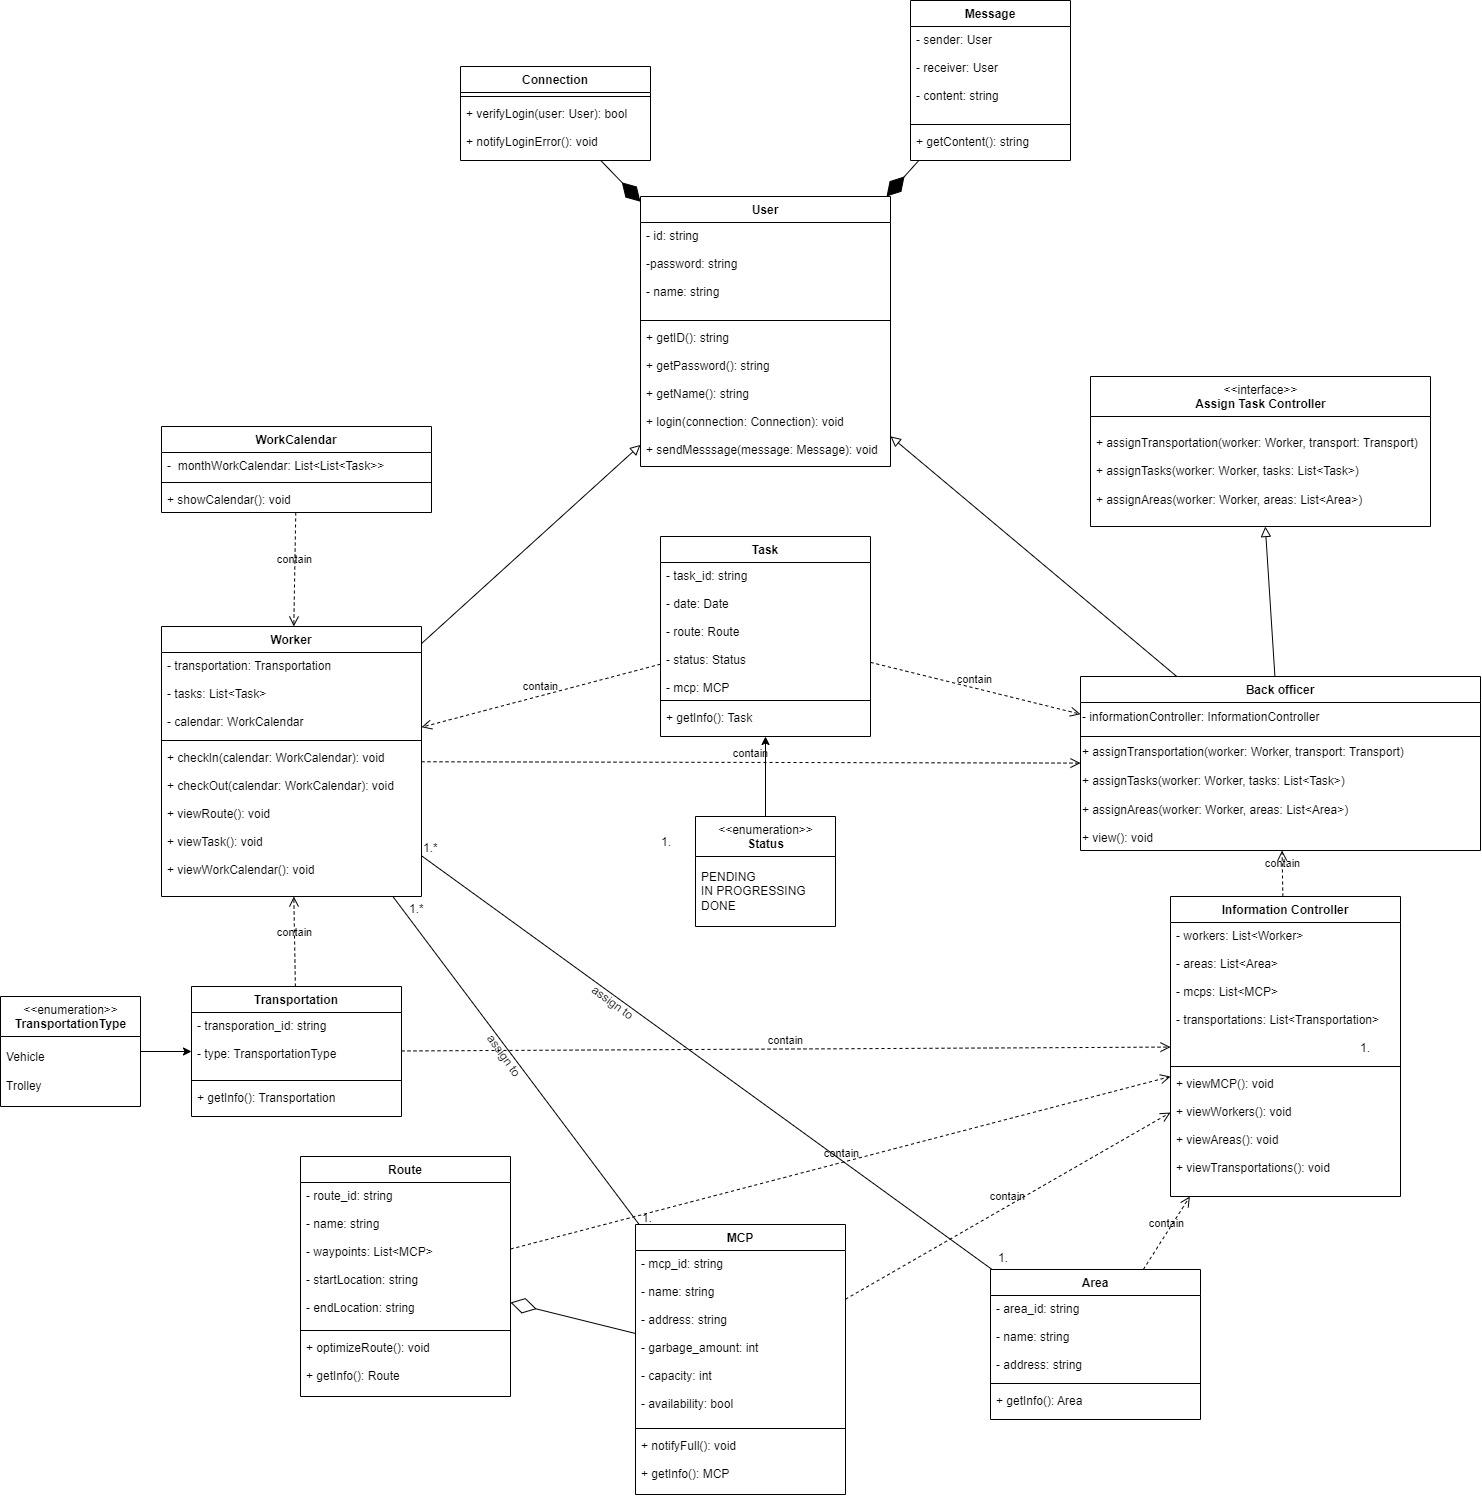 Message
- sender: User
- receiver: User
- content: string
+ getContent(): string
Connection
+ verifyLogin(user: User): bool
+ notifyLoginError(): void
User
- id: string
-password: string
- name: string
+ getID(): string
+ getPassword(): string
+ getName(): string
+ login(connection: Connection): void
+ sendMesssage(message: Message): void
<<interface>>
Assign Task Controller
+ assignTransportation(worker: Worker, transport: Transport)
+ assignTasks(worker: Worker, tasks: List<Task>)
+ assignAreas(worker: Worker, areas: List<Area>)
WorkCalendar
- monthWorkCalendar: List<List<Task>>
+ showCalendar(): void
contain
Task
- task_id: string
- date: Date
- route: Route
- status: Status
- mcp: MCP
+ getInfo(): Task
contain
contain
contain
Worker
- transportation: Transportation
- tasks: List<Task>
- calendar: WorkCalendar
+ checkIn(calendar: WorkCalendar): void
+ checkOut(calendar: WorkCalendar): void
+ viewRoute(): void
+ viewTask(): void
+ viewWorkCalendar(): void
1.*
1.*
Back officer
- informationController: InformationController
+ assignTransportation(worker: Worker, transport: Transport)
+ assignTasks(worker: Worker, tasks: List<Task>)
+ assignAreas(worker: Worker, areas: List<Area>)
+ view(): void
1.
<<enumeration>>
Status
PENDING
IN PROGRESSING
DONE
contain
contain
Information Controller
- workers: List<Worker>
- areas: List<Area>
- mcps: List<MCP>
- transportations: List<Transportation>
1.
+ viewMCP(): void
+ viewWorkers(): void
+ viewAreas(): void
+ viewTransportations(): void
<<enumeration>>
TransportationType
Vehicle
Trolley
Transportation
- transporation_id: string
- type: TransportationType
+ getInfo(): Transportation
assign to
assign to
contain
contain
contain
contain
Route
- route_id: string
- name: string
- waypoints: List<MCP>
- startLocation: string
- endLocation: string
+ optimizeRoute(): void
+ getInfo(): Route
1.
MCP
- mcp_id: string
- name: string
- address: string
- garbage_amount: int
- capacity: int
- availability: bool
+ notifyFull(): void
+ getInfo(): MCP
1.
Area
- area_id: string
- name: string
- address: string
+ getInfo(): Area